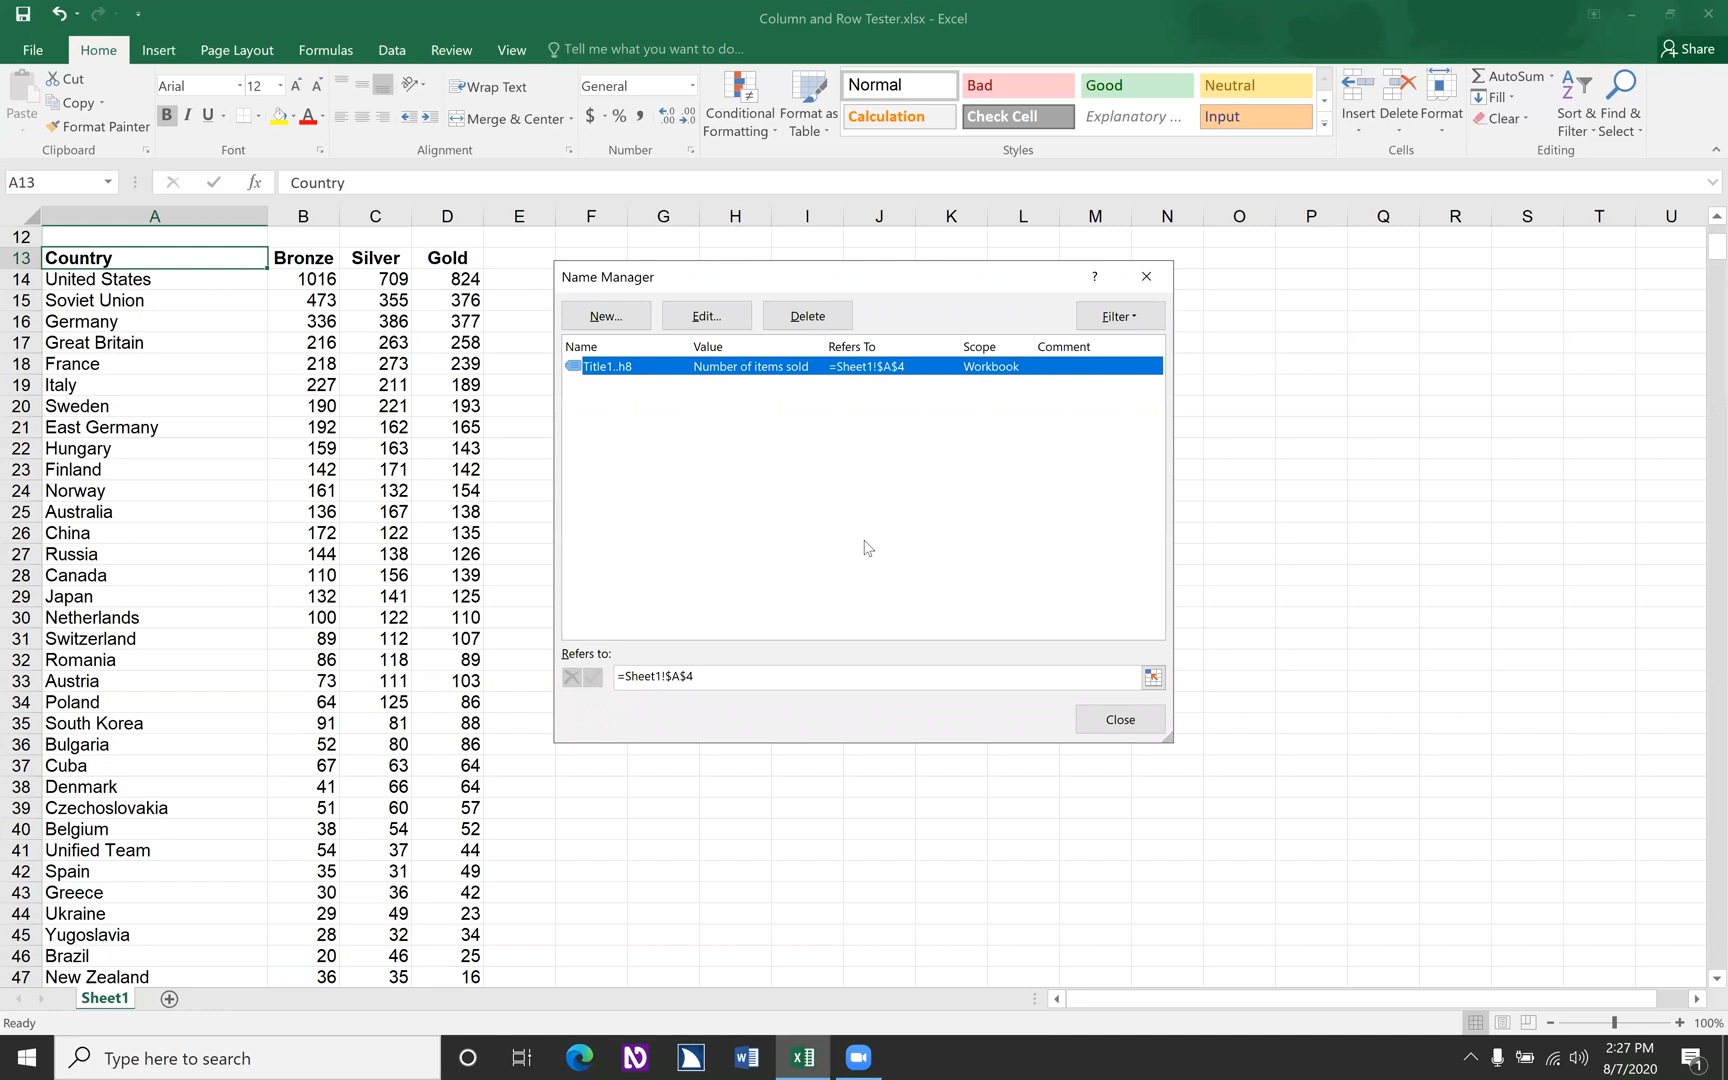 Column and Row Tester.xlsx - Excel
File Home Insert Page Layout Formulas Data Review View Tell me what you want to do... Share
Paste Cut Copy Format Painter
Arial 12
B I U
Wrap Text
Merge & Center
General
$ % ,
Conditional Formatting
Format as Table
Normal Bad Good Neutral
Calculation Check Cell Explanatory ... Input
Insert Delete Format
AutoSum
Fill
Clear
Sort & Filter
Find & Select
Clipboard Font Alignment Number Styles Cells Editing
A13 fx Country
A B C D E F G H I J K L M N O P Q R S T U
12
13 Country Bronze Silver Gold
14 United States 1016 709 824
15 Soviet Union 473 355 376
16 Germany 336 386 377
17 Great Britain 216 263 258
18 France 218 273 239
19 Italy 227 211 189
20 Sweden 190 221 193
21 East Germany 192 162 165
22 Hungary 159 163 143
23 Finland 142 171 142
24 Norway 161 132 154
25 Australia 136 167 138
26 China 172 122 135
27 Russia 144 138 126
28 Canada 110 156 139
29 Japan 132 141 125
30 Netherlands 100 122 110
31 Switzerland 89 112 107
32 Romania 86 118 89
33 Austria 73 111 103
34 Poland 64 125 86
35 South Korea 91 81 88
36 Bulgaria 52 80 86
37 Cuba 67 63 64
38 Denmark 41 66 64
39 Czechoslovakia 51 60 57
40 Belgium 38 54 52
41 Unified Team 54 37 44
42 Spain 35 31 49
43 Greece 30 36 42
44 Ukraine 29 49 23
45 Yugoslavia 28 32 34
46 Brazil 20 46 25
47 New Zealand 36 35 16
Name Manager ?
New... Edit... Delete Filter
Name Value Refers To Scope Comment
Title1..h8 Number of items sold =Sheet1!$A$4 Workbook
Refers to:
=Sheet1!$A$4
Close
Sheet1
Ready 100%
Type here to search
2:27 PM
8/7/2020
1